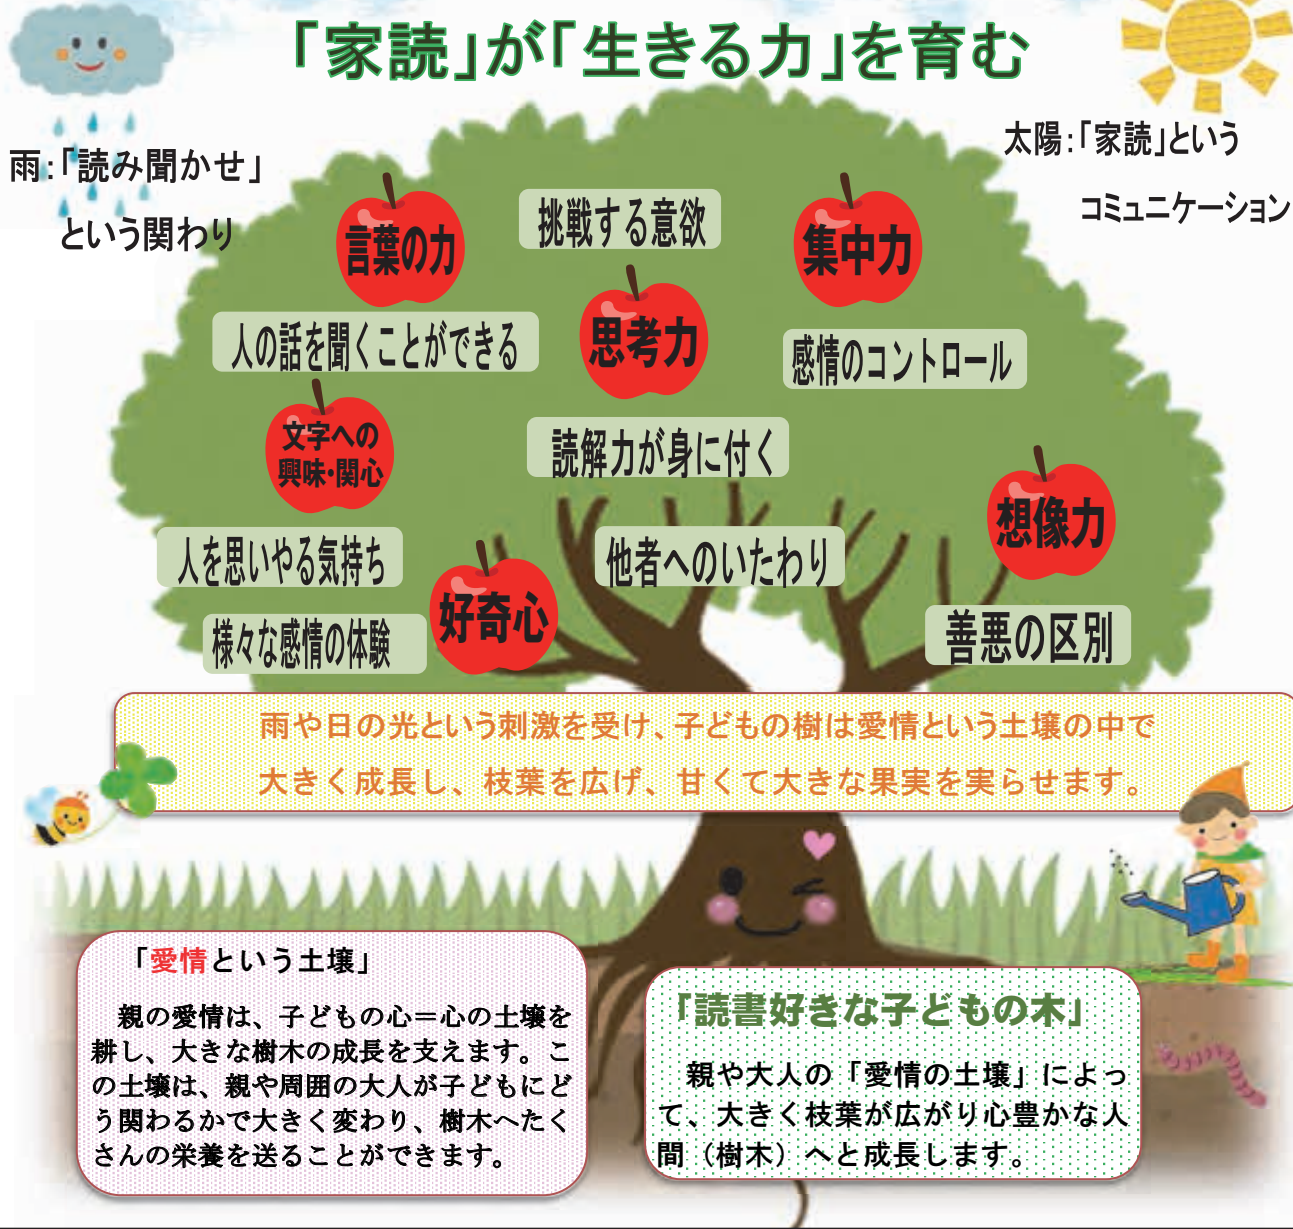 「家読」が「生きる力」を育む
雨:「読み聞かせ」
という関わり
太陽:「家読」という
コミュニケーション
言葉の力
挑戦する意欲
集中力
人の話を聞くことができる
思考力
感情のコントロール
文字への
興味・関心
読解力が身に付く
想像力
人を思いやる気持ち
他者へのいたわり
好奇心
様々な感情の体験
善悪の区別
雨や日の光という刺激を受け、子どもの樹は愛情という土壌の中で
大きく成長し、枝葉を広げ、甘くて大きな果実を実らせます。
「愛情という土壌」
親の愛情は、子どもの心=心の土壌を
耕し、大きな樹木の成長を支えます。こ
の土壌は、親や周囲の大人が子どもにど
う関わるかで大きく変わり、樹木へたく
さんの栄養を送ることができます。
「読書好きな子どもの木」
親や大人の「愛情の土壌」によっ
て、大きく枝葉が広がり心豊かな人
間（樹木）へと成長します。